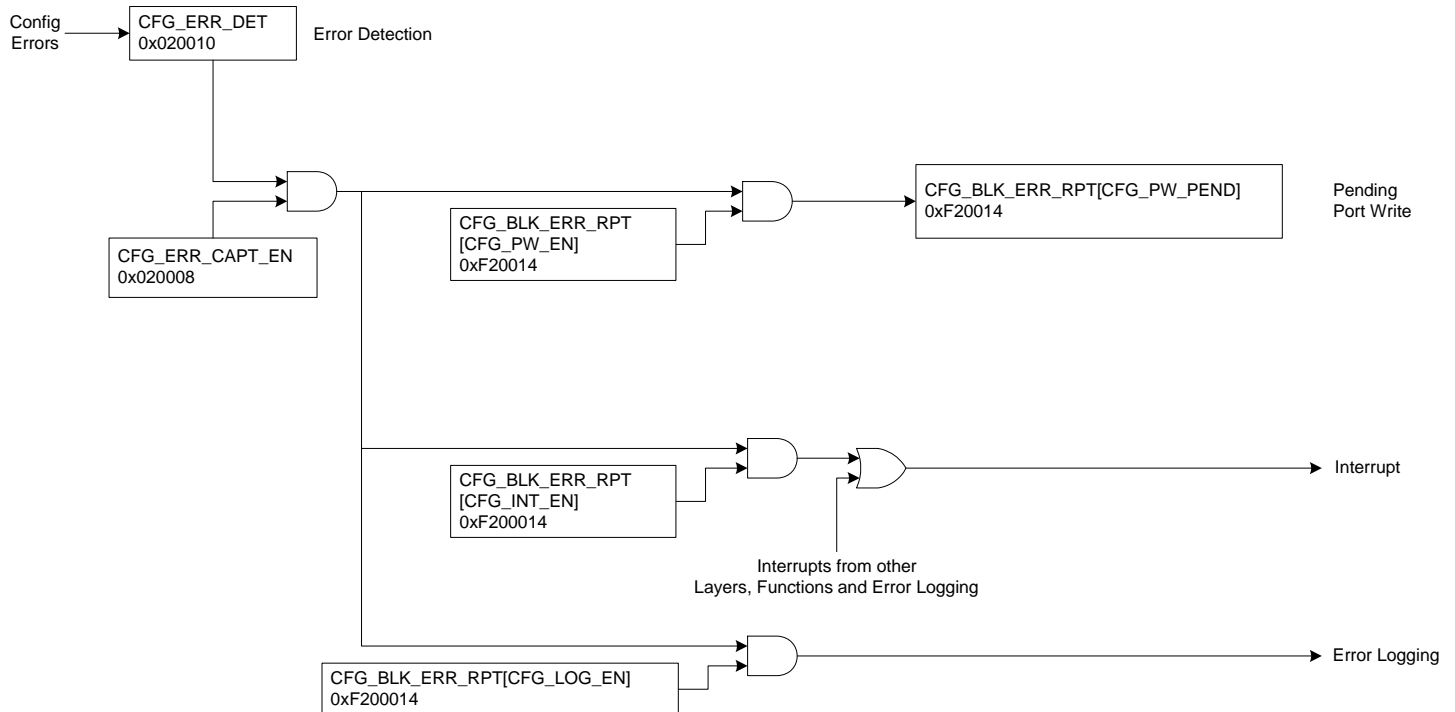 Config
Errors
CFG_ERR_DET
0x020010
Error Detection
CFG_ERR_CAPT_EN
0x020008
CFG_BLK_ERR_RPT
[CFG_PW_EN]
0xF20014
CFG_BLK_ERR_RPT[CFG_PW_PEND]
0xF20014
Pending
Port Write
CFG_BLK_ERR_RPT
[CFG_INT_EN]
0xF200014
Interrupt
Interrupts from other
Layers, Functions and Error Logging
CFG_BLK_ERR_RPT[CFG_LOG_EN]
0xF200014
Error Logging